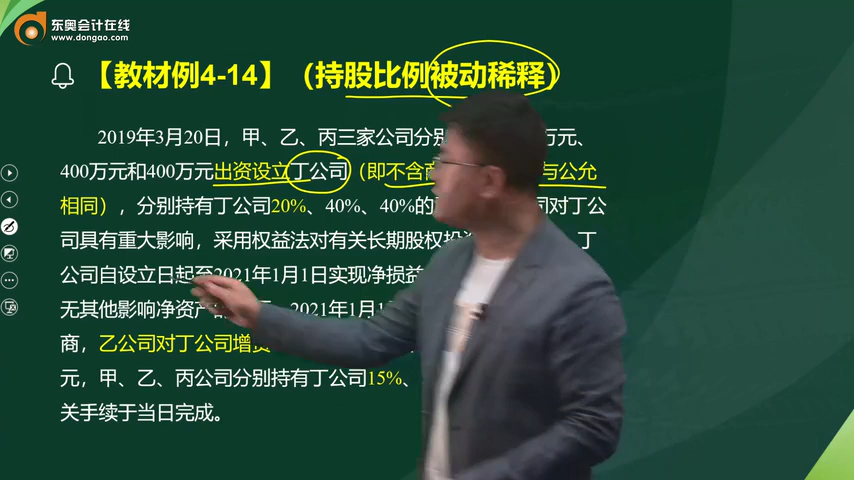 东奥会计在线
www.dongao.com
【教材例4-14】（持股比例被动稀释）
2019年3月20日，甲、乙、丙三家公司分别 万元、
400万元和400万元出资设立丁公司（即不含商 与公允
相同），分别持有丁公司20%、40%、40%的 司对丁公
司具有重大影响，采用权益法对有关长期股权投 丁
公司自设立日起至2021年1月1日实现净损益
无其他影响净资产的 2021年1月1
商，乙公司对丁公司增资
元，甲、乙、丙公司分别持有丁公司15%、
关手续于当日完成。